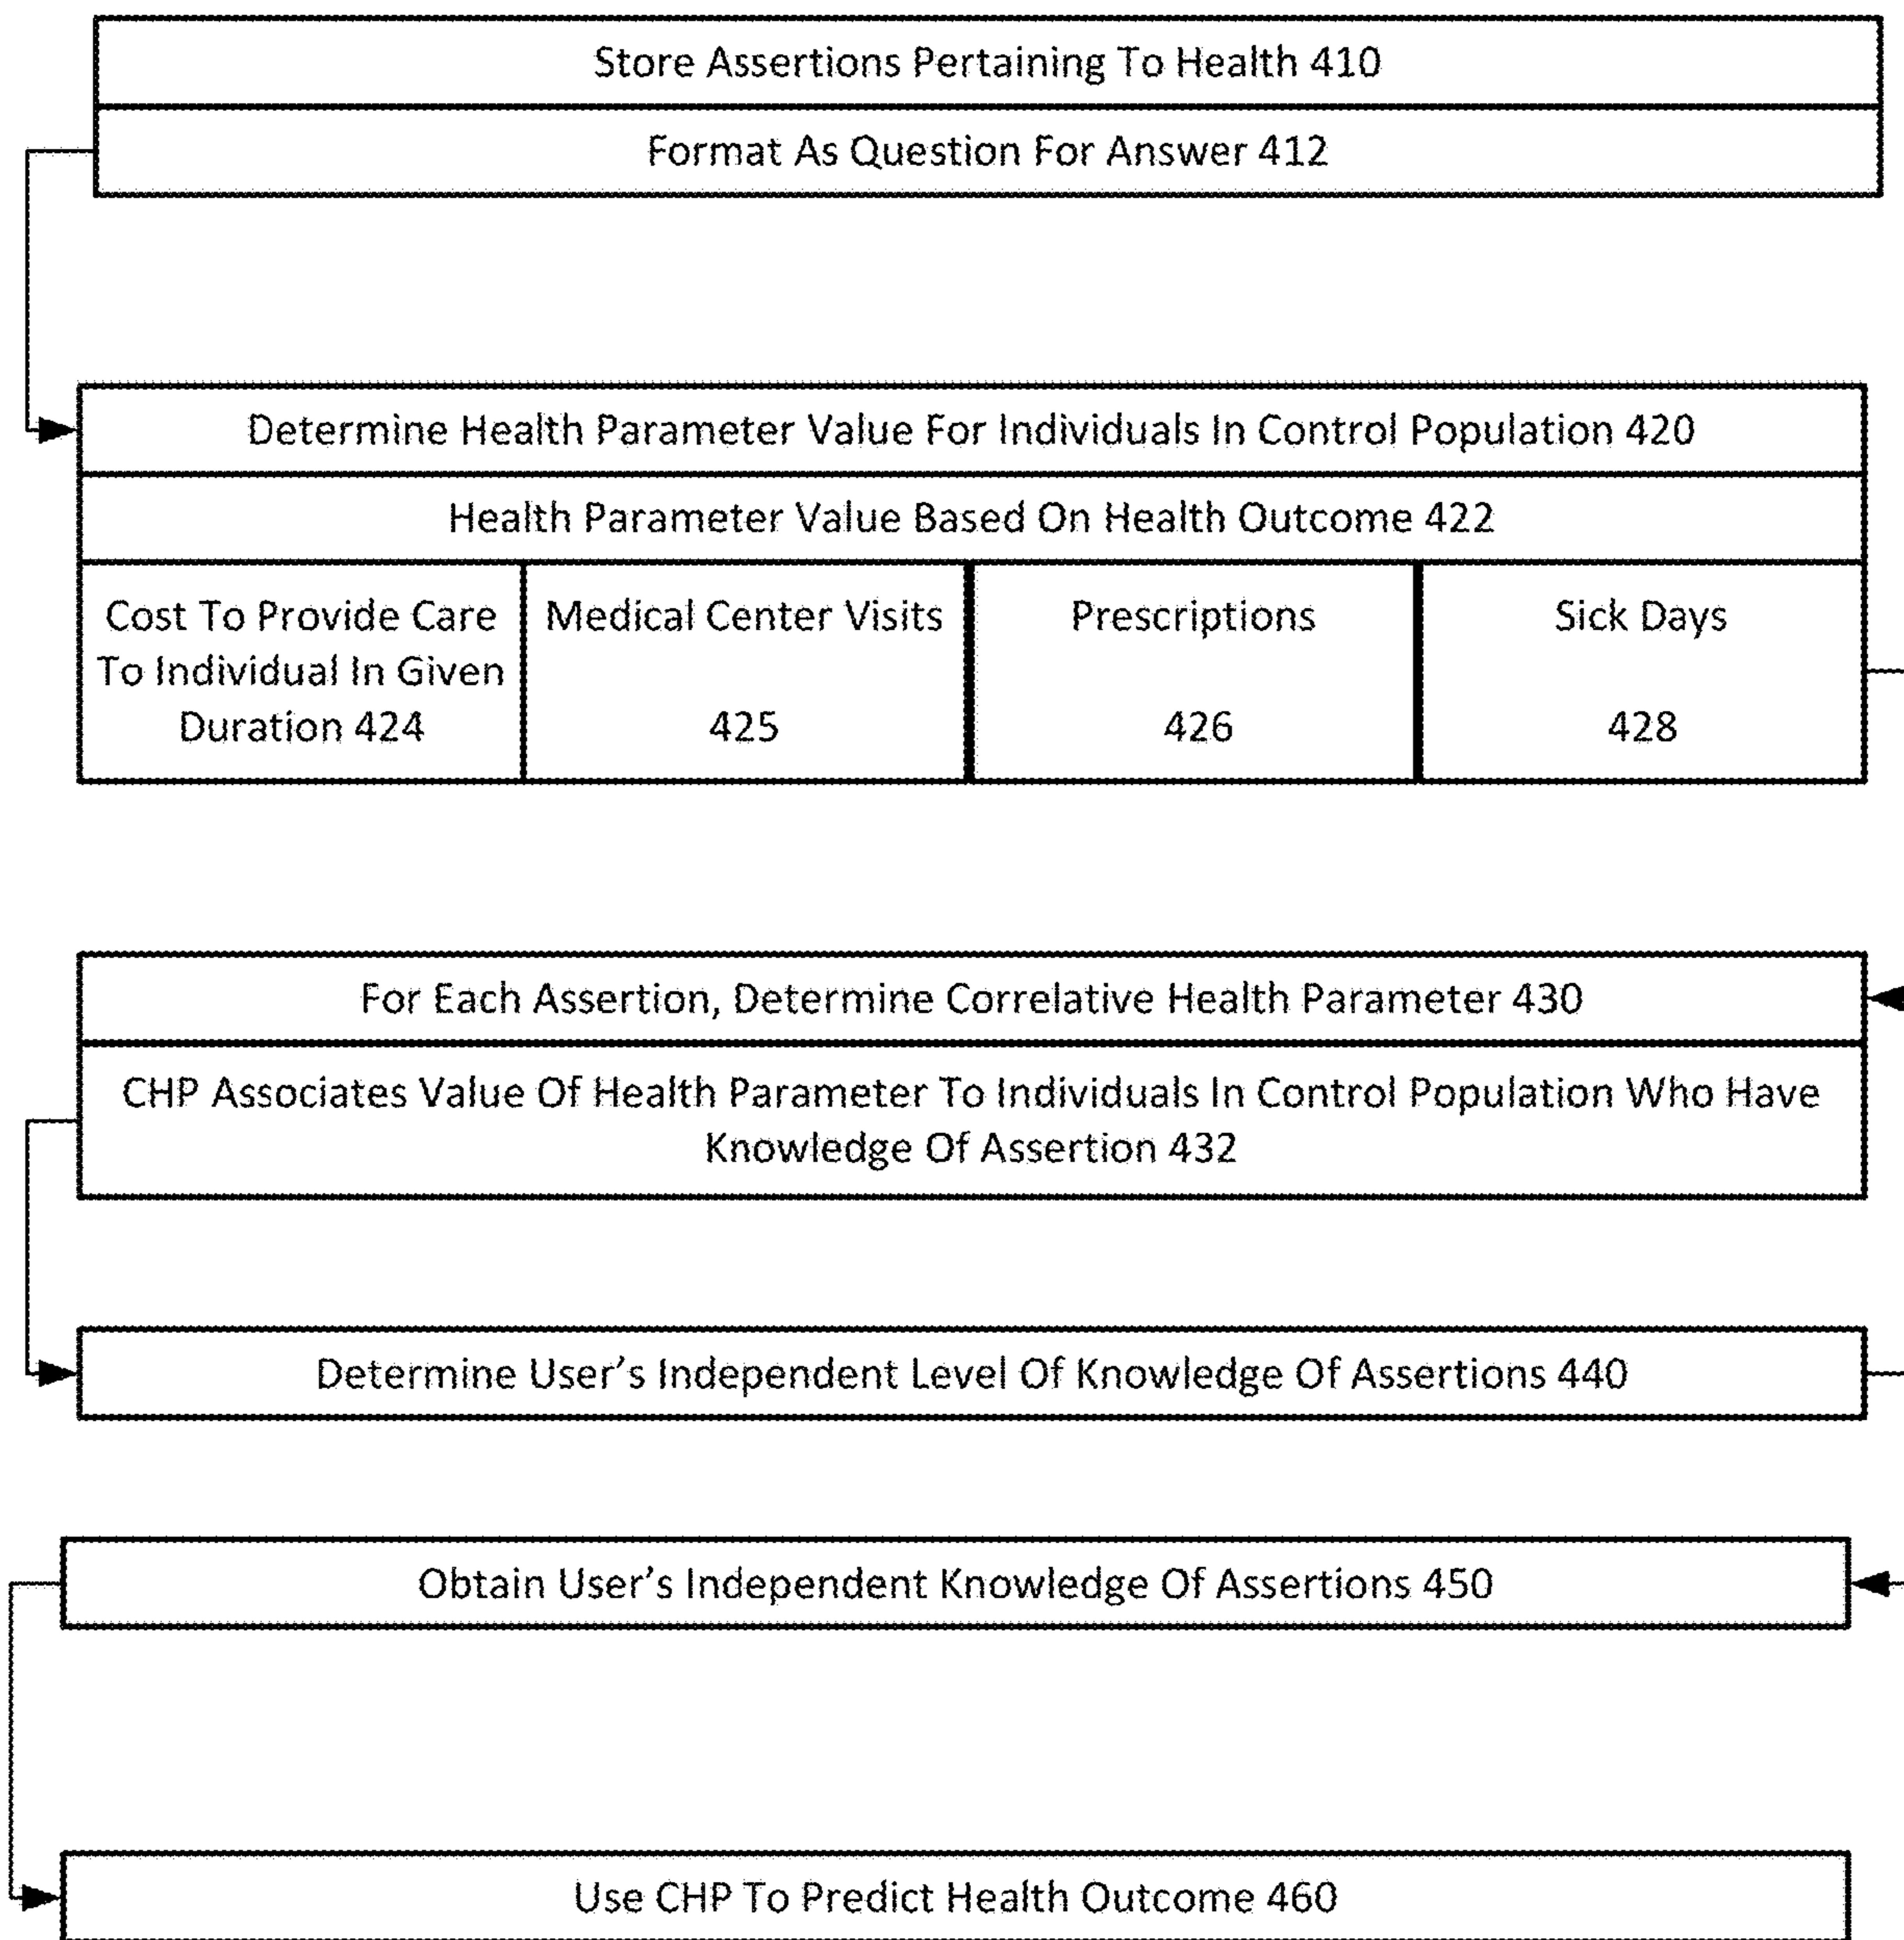 Store Assertions Pertaining To Health 410
Format As Question For Answer 412
Determine Health Parameter Value For Individuals In Control Population 420
Health Parameter Value Based On Health Outcome 422
Cost To Provide Care
To Individual In Given
Duration 424
Medical Center Visits
425
Prescriptions
426
Sick Days
428
For Each Assertion, Determine Correlative Health Parameter 430
CHP Associates Value Of Health Parameter To Individuals In Control Population Who Have
Knowledge Of Assertion 432
Determine User's Independent Level Of Knowledge Of Assertions 440
Obtain User's Independent Knowledge Of Assertions 450
Use CHP To Predict Health Outcome 460